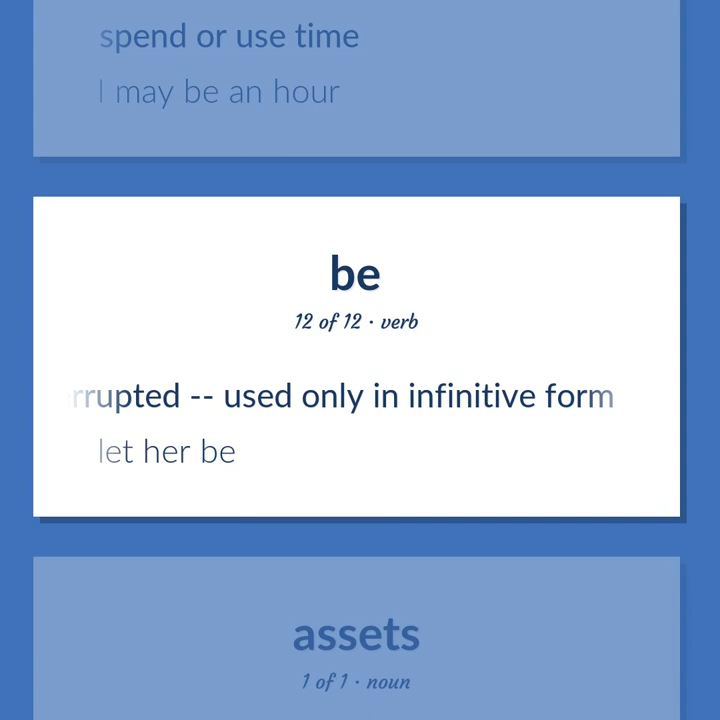 spend or use time
I may be an hour
be
12 of 12 · verb
rrupted -- used only in infinitive form
let her be
assets
1 of 1 · noun